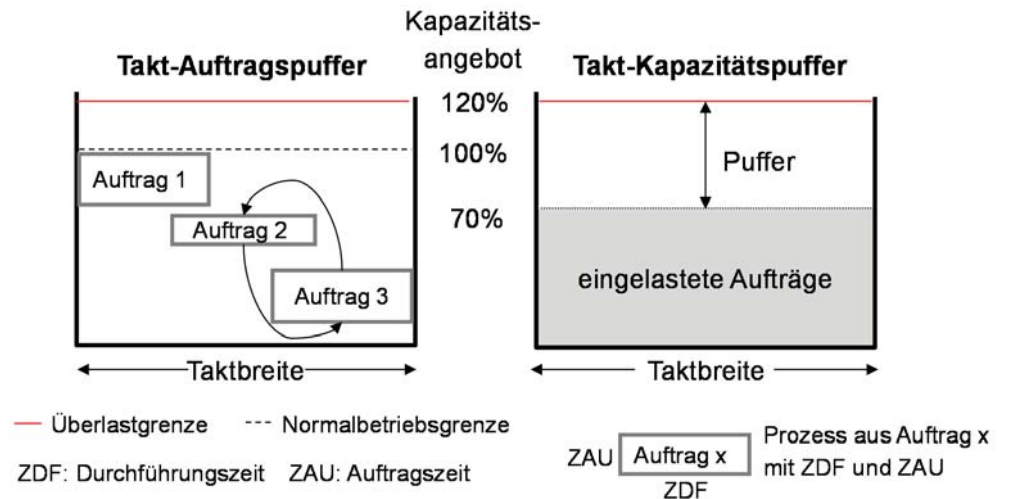 Kapazitäts-
angebot
Takt-Auftragspuffer
Takt-Kapazitätspuffer
120%
100%
70%
Auftrag 1
Auftrag 2
Auftrag 3
Puffer
eingelastete Aufträge
Taktbreite
Taktbreite
Überlastgrenze
Normalbetriebsgrenze
ZDF: Durchführungszeit
ZAU: Auftragszeit
ZAU
Auftrag x
ZDF
Prozess aus Auftrag x
mit ZDF und ZAU